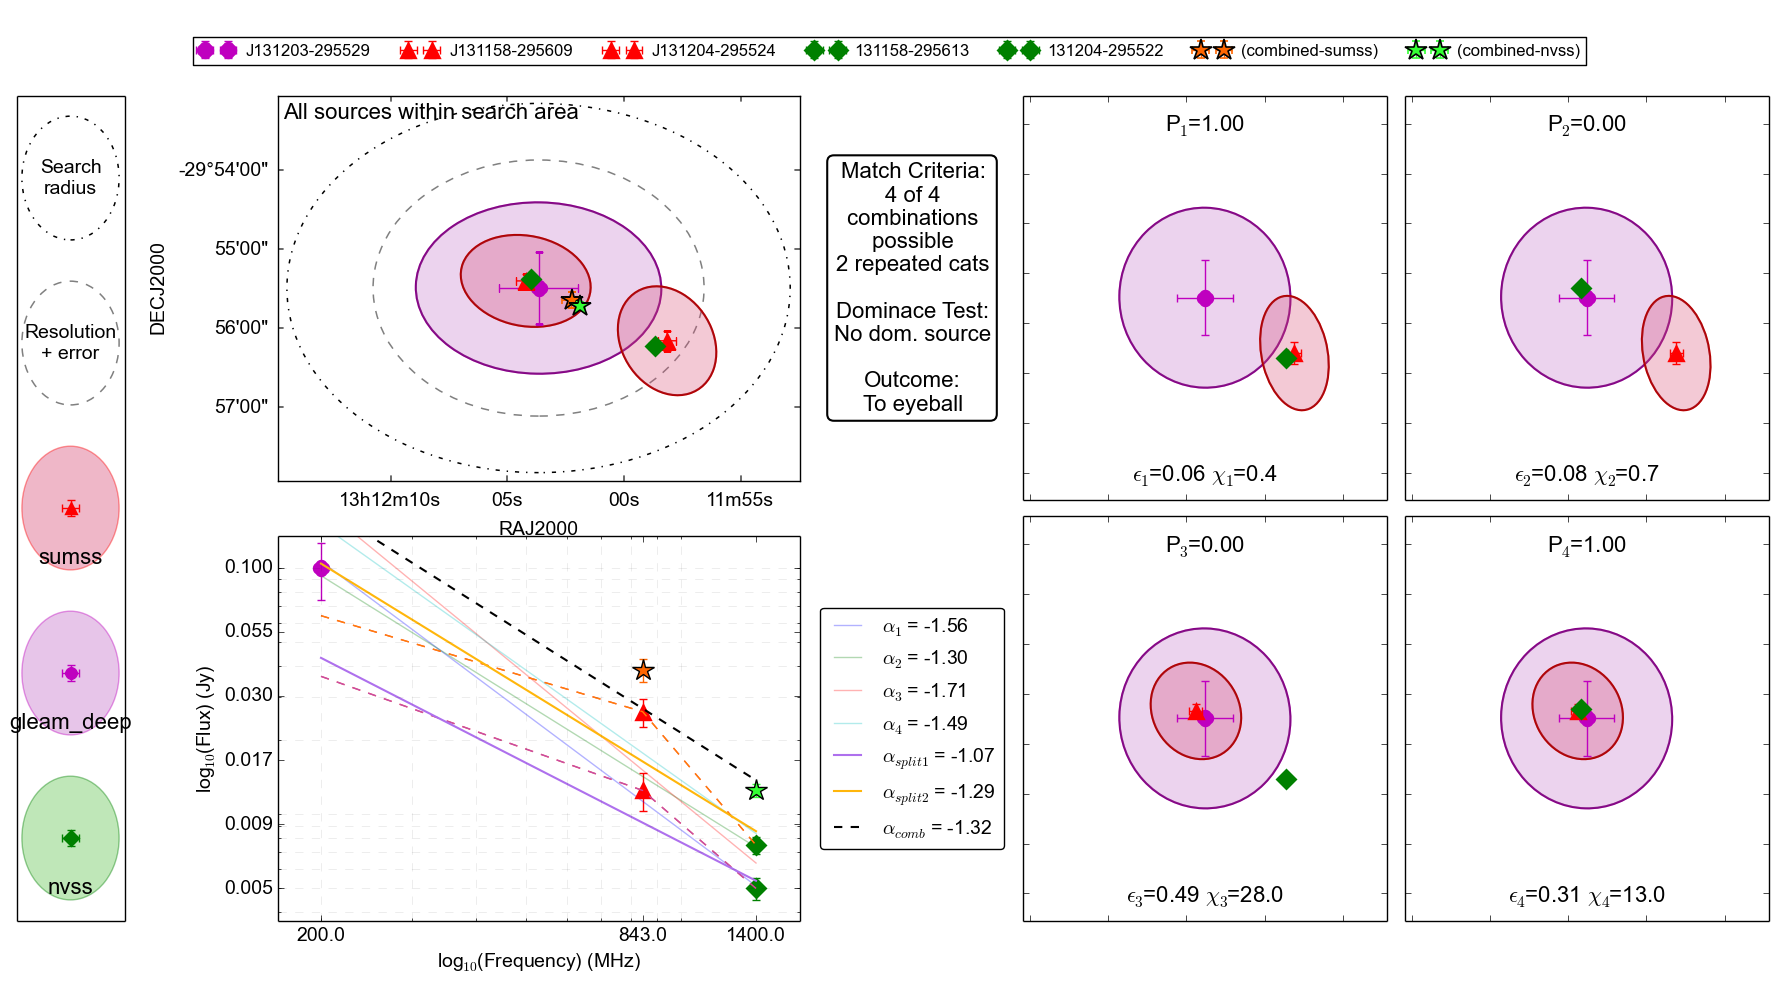 J131203-295529 J131158-295609 J131204-295524 131158-295613 131204-295522 (combined-sumss) (combined-nvss)
Search
radius
Resolution
+ error
sumss
gleam_deep
nvss
All sources within search area
DECJ2000
-29°54'00"
55'00"
56'00"
57'00"
13h12m10s 05s 00s 11m55s
RAJ2000
Match Criteria:
4 of 4
combinations
possible
2 repeated cats
Dominace Test:
No dom. source
Outcome:
To eyeball
P₁=1.00
ϵ₁=0.06 χ₁=0.4
P₂=0.00
ϵ₂=0.08 χ₂=0.7
log₁₀(Flux) (Jy)
0.100
0.055
0.030
0.017
0.009
0.005
200.0 843.0 1400.0
log₁₀(Frequency) (MHz)
α₁ = -1.56
α₂ = -1.30
α₃ = -1.71
α₄ = -1.49
α_split1 = -1.07
α_split2 = -1.29
α_comb = -1.32
P₃=0.00
ϵ₃=0.49 χ₃=28.0
P₄=1.00
ϵ₄=0.31 χ₄=13.0